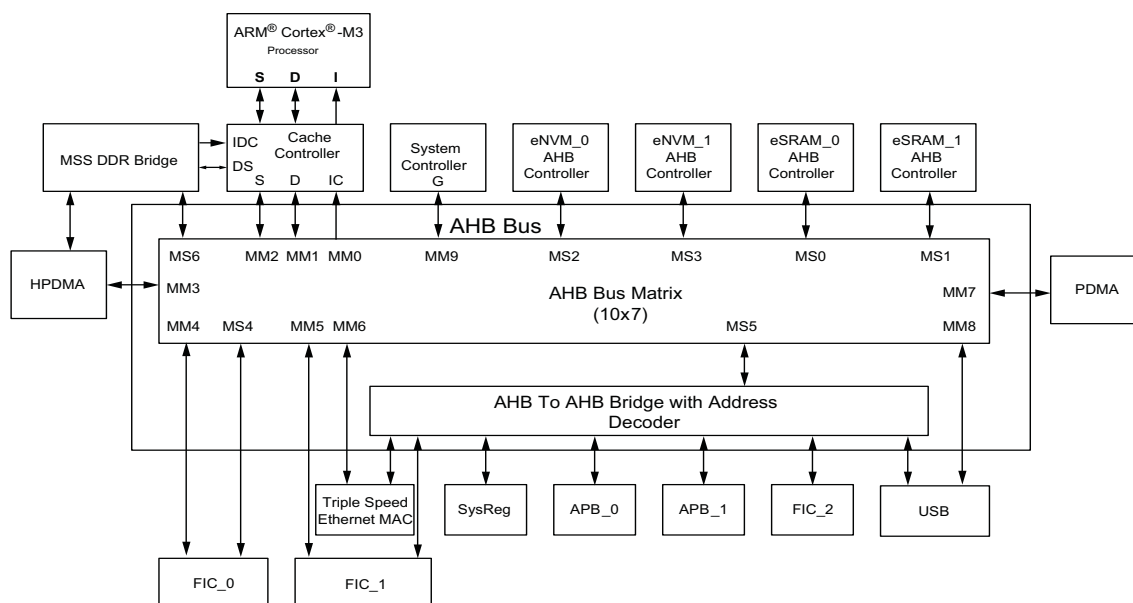 ARM® Cortex®-M3
Processor
S D I
IDC
Cache
Controller
DS
S D IC
MSS DDR Bridge
System
Controller
G
eNVM_0
AHB
Controller
eNVM_1
AHB
Controller
eSRAM_0
AHB
Controller
eSRAM_1
AHB
Controller
AHB Bus
MS6 MM2 MM1 MM0 MM9 MS2 MS3 MS0 MS1
HPDMA
MM3
AHB Bus Matrix
(10x7)
MM7
PDMA
MM4 MS4 MM5 MM6 MS5 MM8
AHB To AHB Bridge with Address
Decoder
Triple Speed
Ethernet MAC
SysReg
APB_0
APB_1
FIC_2
USB
FIC_0
FIC_1